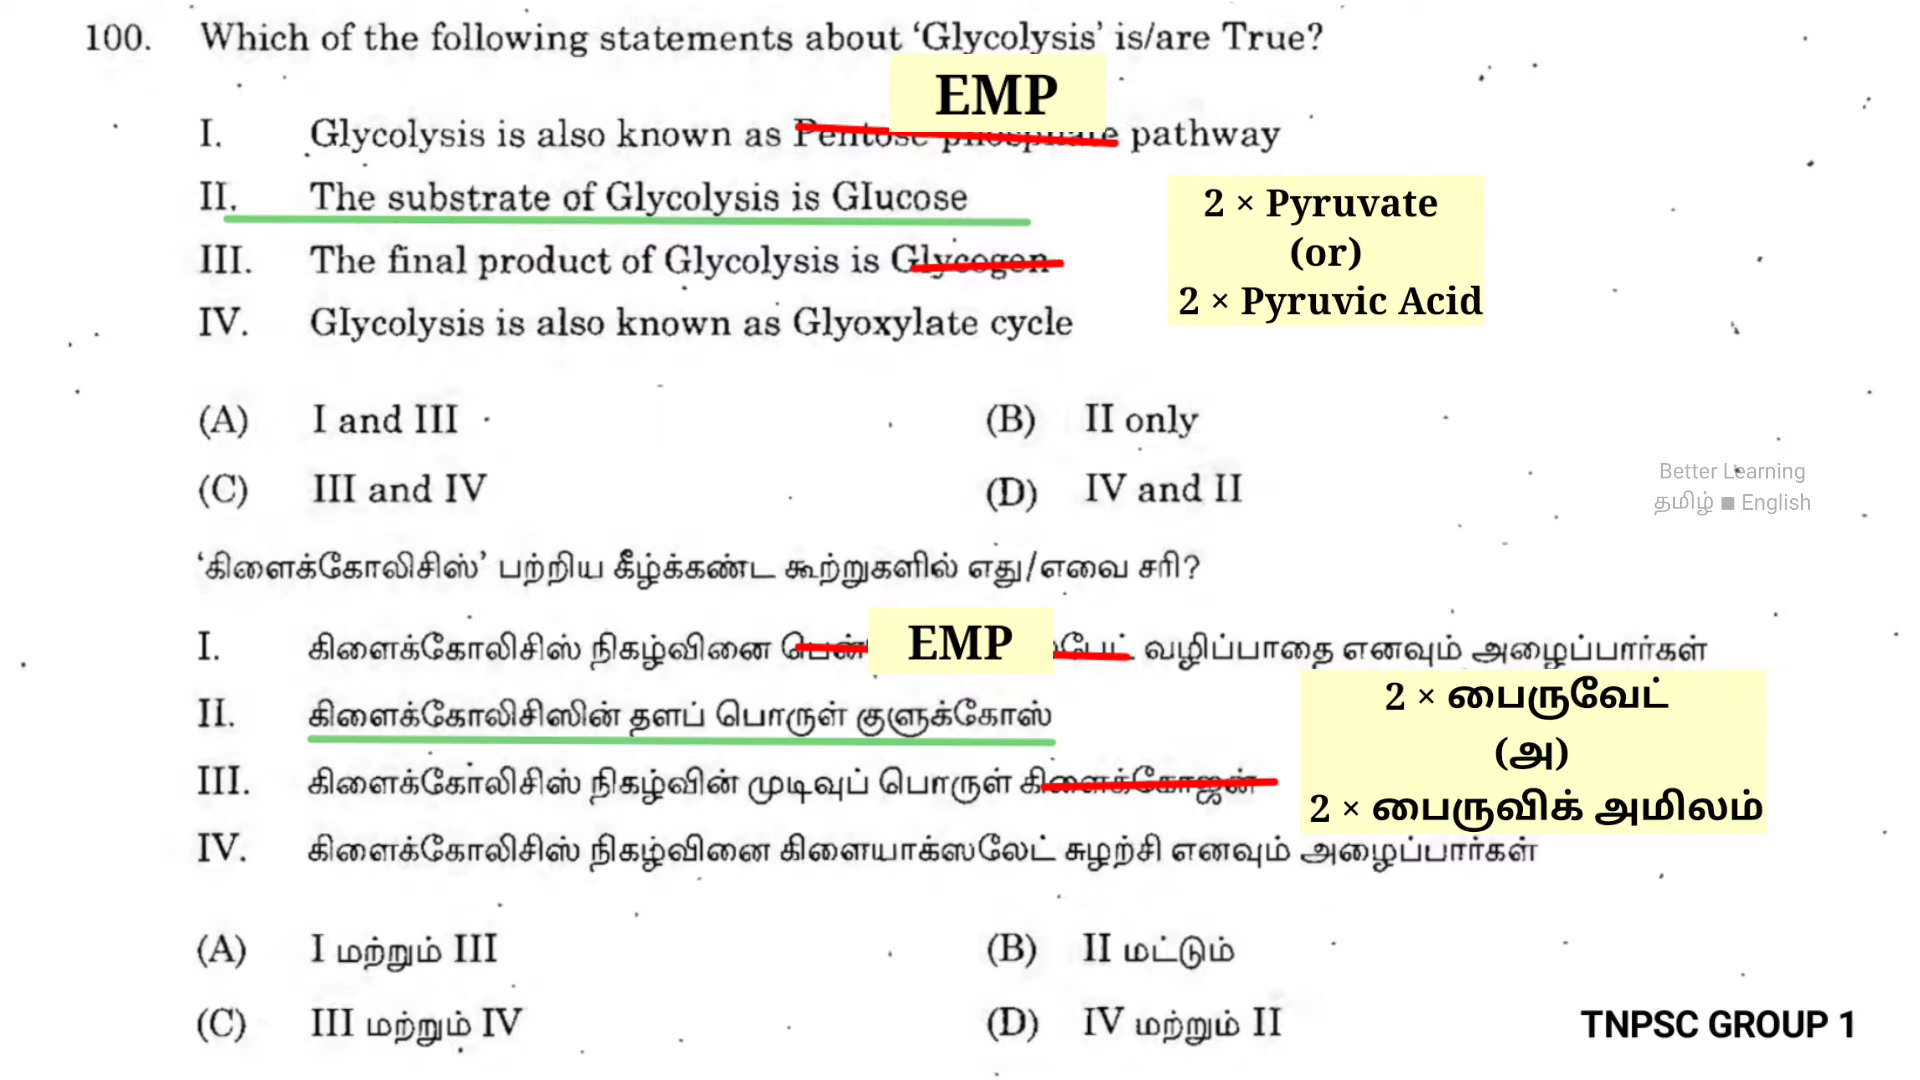 100. Which of the following statements about ‘Glycolysis’ is/are True?
EMP
I. Glycolysis is also known as Pentose phosphate pathway
II. The substrate of Glycolysis is Glucose
III. The final product of Glycolysis is Glycogen
2 × Pyruvate
(or)
2 × Pyruvic Acid
IV. Glycolysis is also known as Glyoxylate cycle
(A) I and III (B) II only
(C) III and IV (D) IV and II
Better Learning
தமிழ் ■ English
‘கிளைக்கோலிசிஸ்’ பற்றிய கீழ்க்கண்ட கூற்றுகளில் எது/எவை சரி?
I. கிளைக்கோலிசிஸ் நிகழ்வினை EMP வழிப்பாதை எனவும் அழைப்பார்கள்
II. கிளைக்கோலிசிஸின் தளப் பொருள் குளுக்கோஸ்
III. கிளைக்கோலிசிஸ் நிகழ்வின் முடிவுப் பொருள் கிளைக்கோஜன்
2 × பைருவேட்
(அ)
2 × பைருவிக் அமிலம்
IV. கிளைக்கோலிசிஸ் நிகழ்வினை கிளையாக்ஸலேட் சுழற்சி எனவும் அழைப்பார்கள்
(A) I மற்றும் III (B) II மட்டும்
(C) III மற்றும் IV (D) IV மற்றும் II
TNPSC GROUP 1